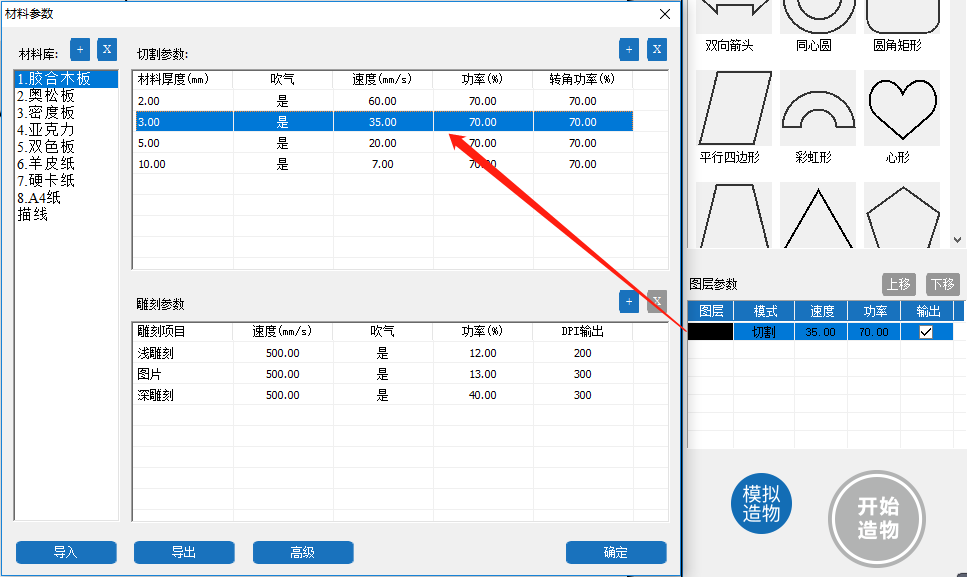 材料参数
材料库: + X
1.胶合木板
2.奥松板
3.密度板
4.亚克力
5.双色板
6.羊皮纸
7.硬卡纸
8.A4纸
描线
切割参数: + X
材料厚度(mm) 吹气 速度(mm/s) 功率(%) 转角功率(%)
2.00 是 60.00 70.00 70.00
3.00 是 35.00 70.00 70.00
5.00 是 20.00 70.00 70.00
10.00 是 7.00 70.00 70.00
雕刻参数 + X
雕刻项目 速度(mm/s) 吹气 功率(%) DPI输出
浅雕刻 500.00 是 12.00 200
图片 500.00 是 13.00 300
深雕刻 500.00 是 40.00 300
导入 导出 高级 确定
双向箭头 同心圆 圆角矩形
平行四边形 彩虹形 心形
图层参数 上移 下移
图层 模式 速度 功率 输出
切割 35.00 70.00
模拟
造物
开始
造物